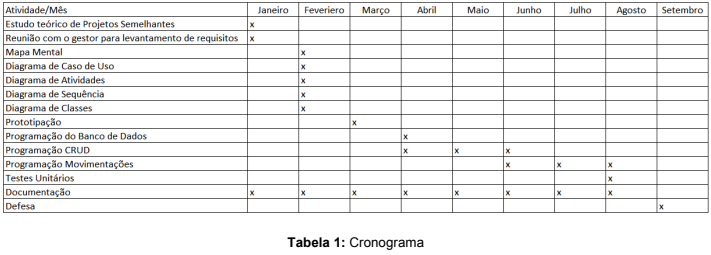 Atividade/Mês Janeiro Feveriero Março Abril Maio Junho Julho Agosto Setembro
Estudo teórico de Projetos Semelhantes x
Reunião com o gestor para levantamento de requisitos x
Mapa Mental x
Diagrama de Caso de Uso x
Diagrama de Atividades x
Diagrama de Sequência x
Diagrama de Classes x
Prototipação x
Programação do Banco de Dados x
Programação CRUD x x x
Programação Movimentações x x x
Testes Unitários x
Documentação x x x x x x x x
Defesa x
Tabela 1: Cronograma